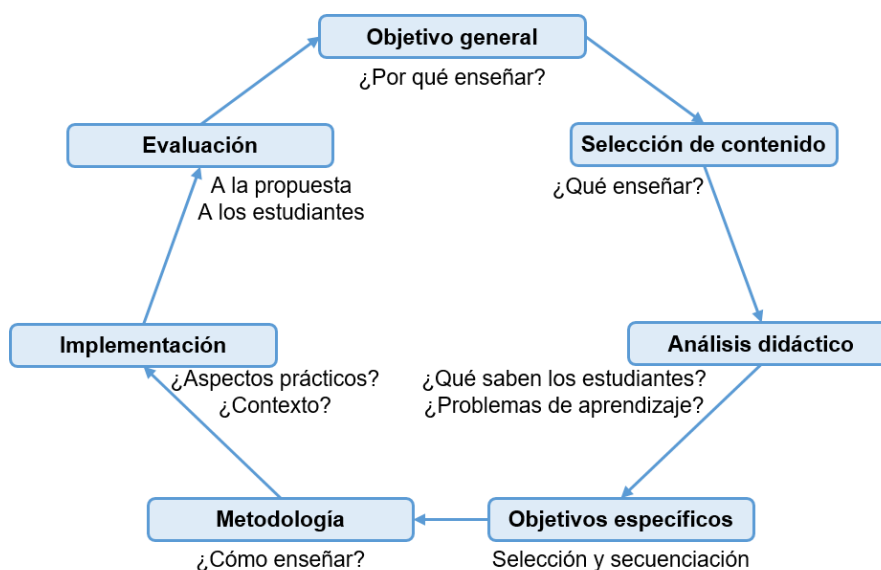 Objetivo general
¿Por qué enseñar?
Selección de contenido
¿Qué enseñar?
Análisis didáctico
¿Qué saben los estudiantes?
¿Problemas de aprendizaje?
Objetivos específicos
Selección y secuenciación
Metodología
¿Cómo enseñar?
Implementación
¿Aspectos prácticos?
¿Contexto?
Evaluación
A la propuesta
A los estudiantes